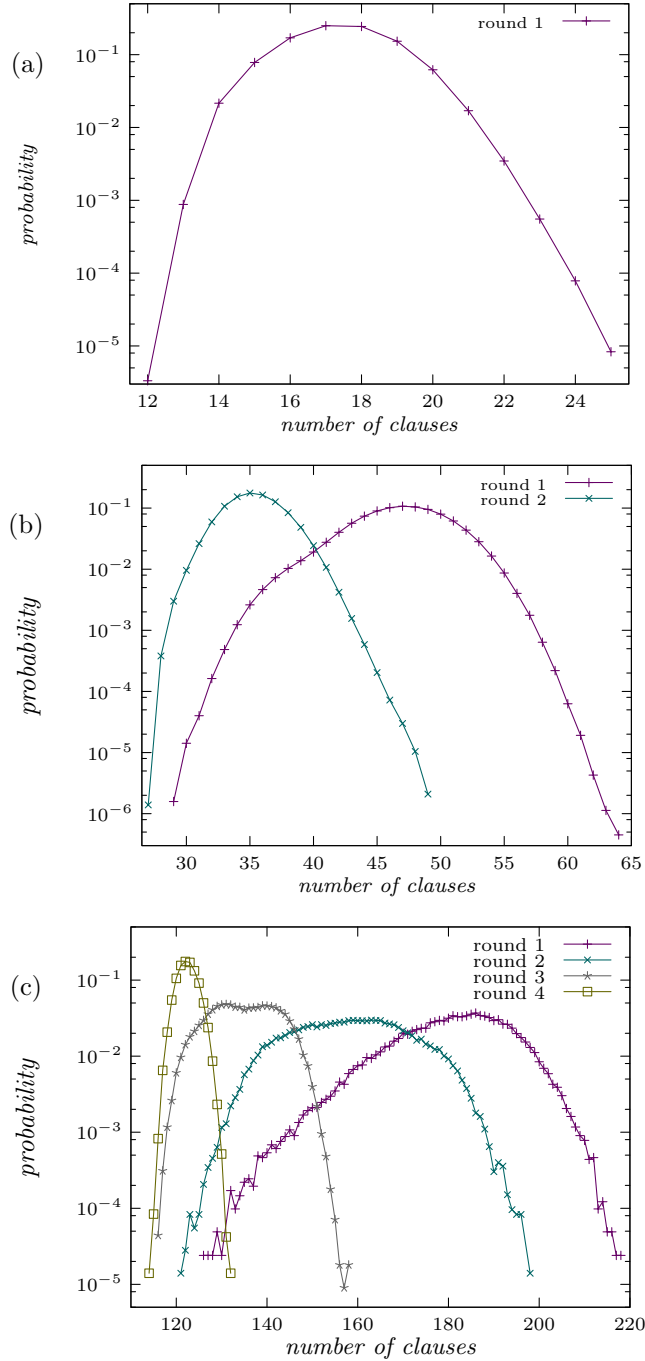 (a)
probability
10^-1
10^-2
10^-3
10^-4
10^-5
round 1
12 14 16 18 20 22 24
number of clauses
(b)
probability
10^-1
10^-2
10^-3
10^-4
10^-5
10^-6
round 1
round 2
30 35 40 45 50 55 60 65
number of clauses
(c)
probability
10^-1
10^-2
10^-3
10^-4
10^-5
round 1
round 2
round 3
round 4
120 140 160 180 200 220
number of clauses